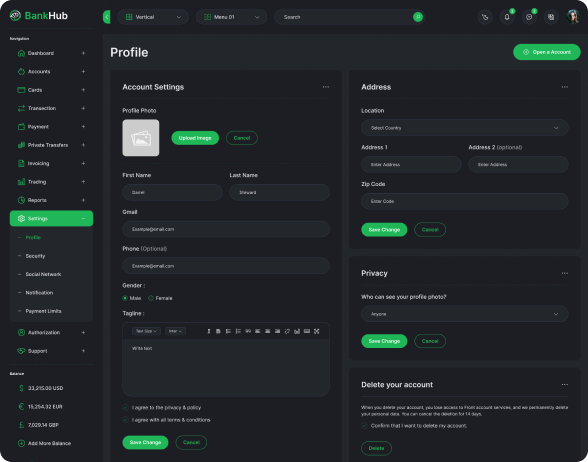 BankHub
Vertical
Menu 01
Search
2
2
Navigation
Dashboard +
Accounts +
Cards +
Transection +
Payment +
Private Transfers +
Invoicing +
Trading +
Reports +
Settings −
– Profile
– Security
– Social Network
– Notification
– Payment Limits
Authorization +
Support +
Balance
$ 33,215.00 USD
€ 15,254.32 EUR
£ 7,029.14 GBP
Add More Balance
Profile
Open a Account
Account Settings
Profile Photo
Upload Image
Cancel
First Name
Last Name
Daniel
Steward
Gmail
Example@gmail.com
Phone (Optional)
Example@gmail.com
Gender :
Male
Female
Tagline :
Text Size
Inter
Write text
I agree to the privacy & policy
I agree with all terms & conditions
Save Change
Cancel
Address
Location
Select Country
Address 1
Address 2 (optional)
Enter Address
Enter Address
Zip Code
Enter Code
Save Change
Cancel
Privacy
Who can see your profile photo?
Anyone
Save Change
Cancel
Delete your account
When you delete your account, you lose access to Front account services, and we permanently delete
your personal data. You can cancel the deletion for 14 days.
Confirm that I want to delete my account.
Delete